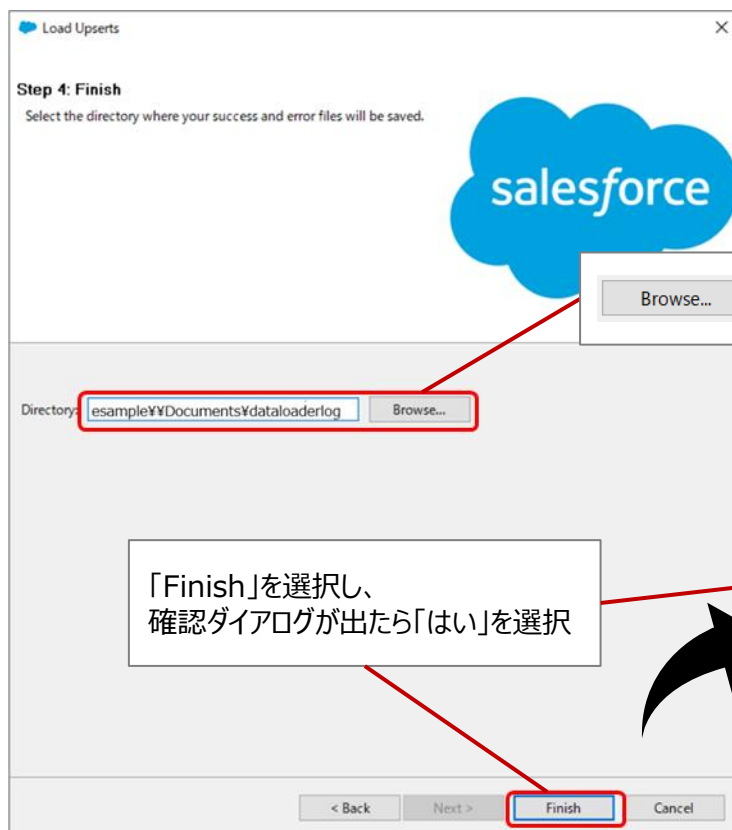 Load Upserts
Step 4: Finish
Select the directory where your success and error files will be saved.
salesforce
Browse...
Directory: esample¥¥Documents¥dataloaderlog Browse...
「Finish」を選択し、
確認ダイアログが出たら「はい」を選択
< Back Next > Finish Cancel